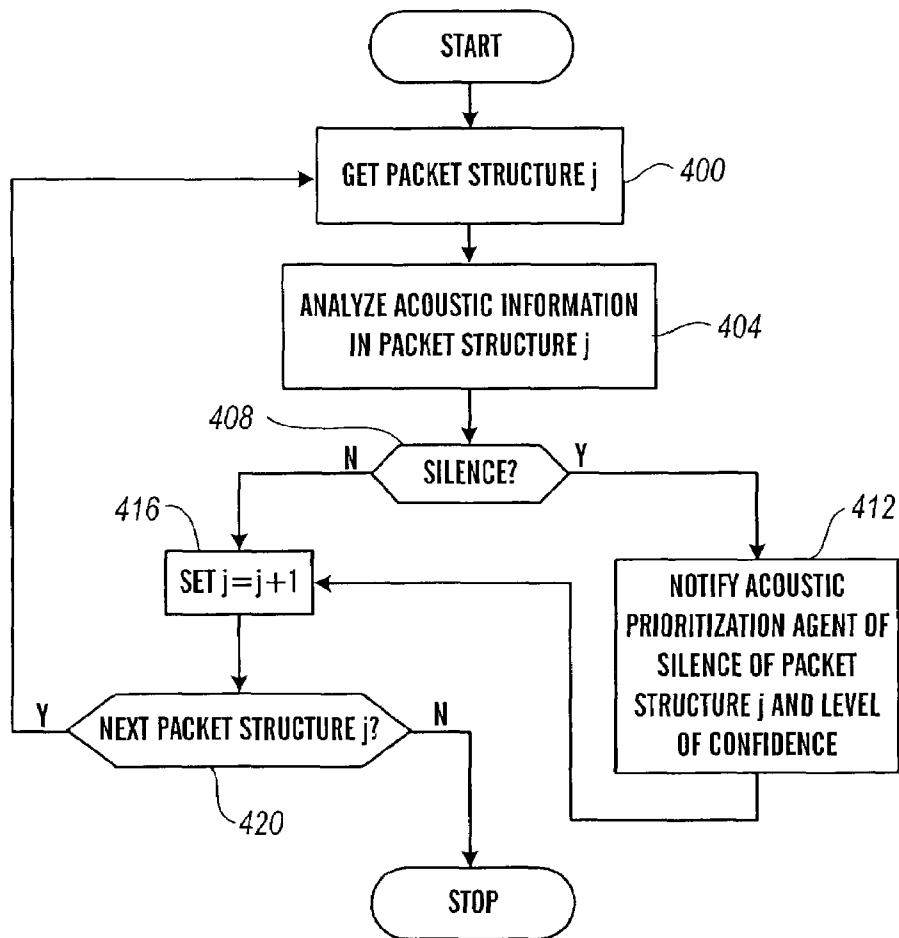 START
GET PACKET STRUCTURE j
400
ANALYZE ACOUSTIC INFORMATION
IN PACKET STRUCTURE j
404
408
N
SILENCE?
Y
416
SET j=j+1
412
NOTIFY ACOUSTIC
PRIORITIZATION AGENT OF
SILENCE OF PACKET
STRUCTURE j AND LEVEL
OF CONFIDENCE
Y
NEXT PACKET STRUCTURE j?
N
420
STOP